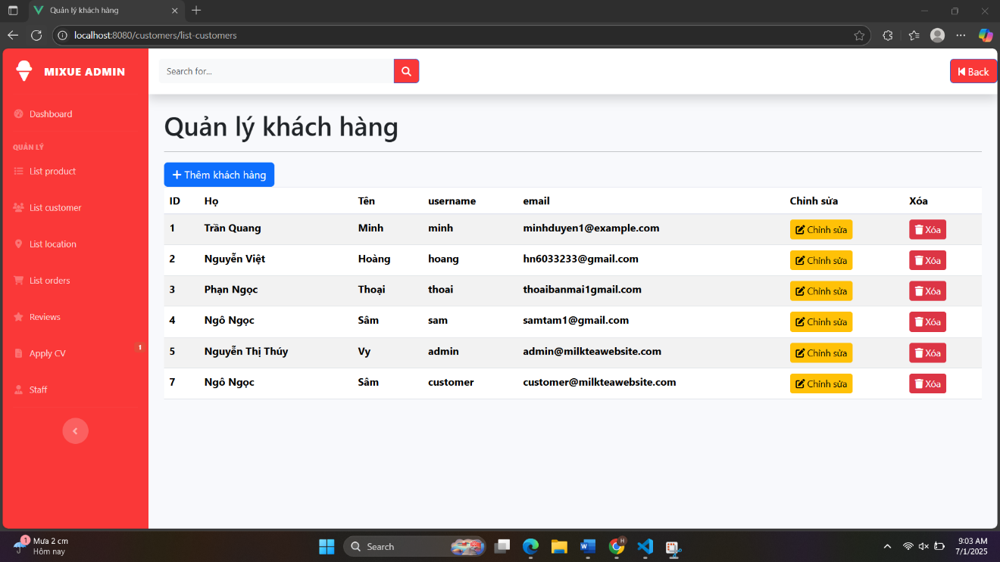 Quản lý khách hàng
localhost:8080/customers/list-customers
MIXUE ADMIN
Search for...
Back
Dashboard
QUẢN LÝ
List product
List customer
List location
List orders
Reviews
Apply CV 1
Staff
Quản lý khách hàng
Thêm khách hàng
ID Họ Tên username email Chỉnh sửa Xóa
1 Trần Quang Minh minh minhduyen1@example.com Chỉnh sửa Xóa
2 Nguyễn Việt Hoàng hoang hn6033233@gmail.com Chỉnh sửa Xóa
3 Phạn Ngọc Thoại thoai thoaibanmai1gmail.com Chỉnh sửa Xóa
4 Ngô Ngọc Sâm sam samtam1@gmail.com Chỉnh sửa Xóa
5 Nguyễn Thị Thúy Vy admin admin@milkteawebsite.com Chỉnh sửa Xóa
7 Ngô Ngọc Sâm customer customer@milkteawebsite.com Chỉnh sửa Xóa
1
Mưa 2 cm
Hôm nay
Search
H
9:03 AM
7/1/2025